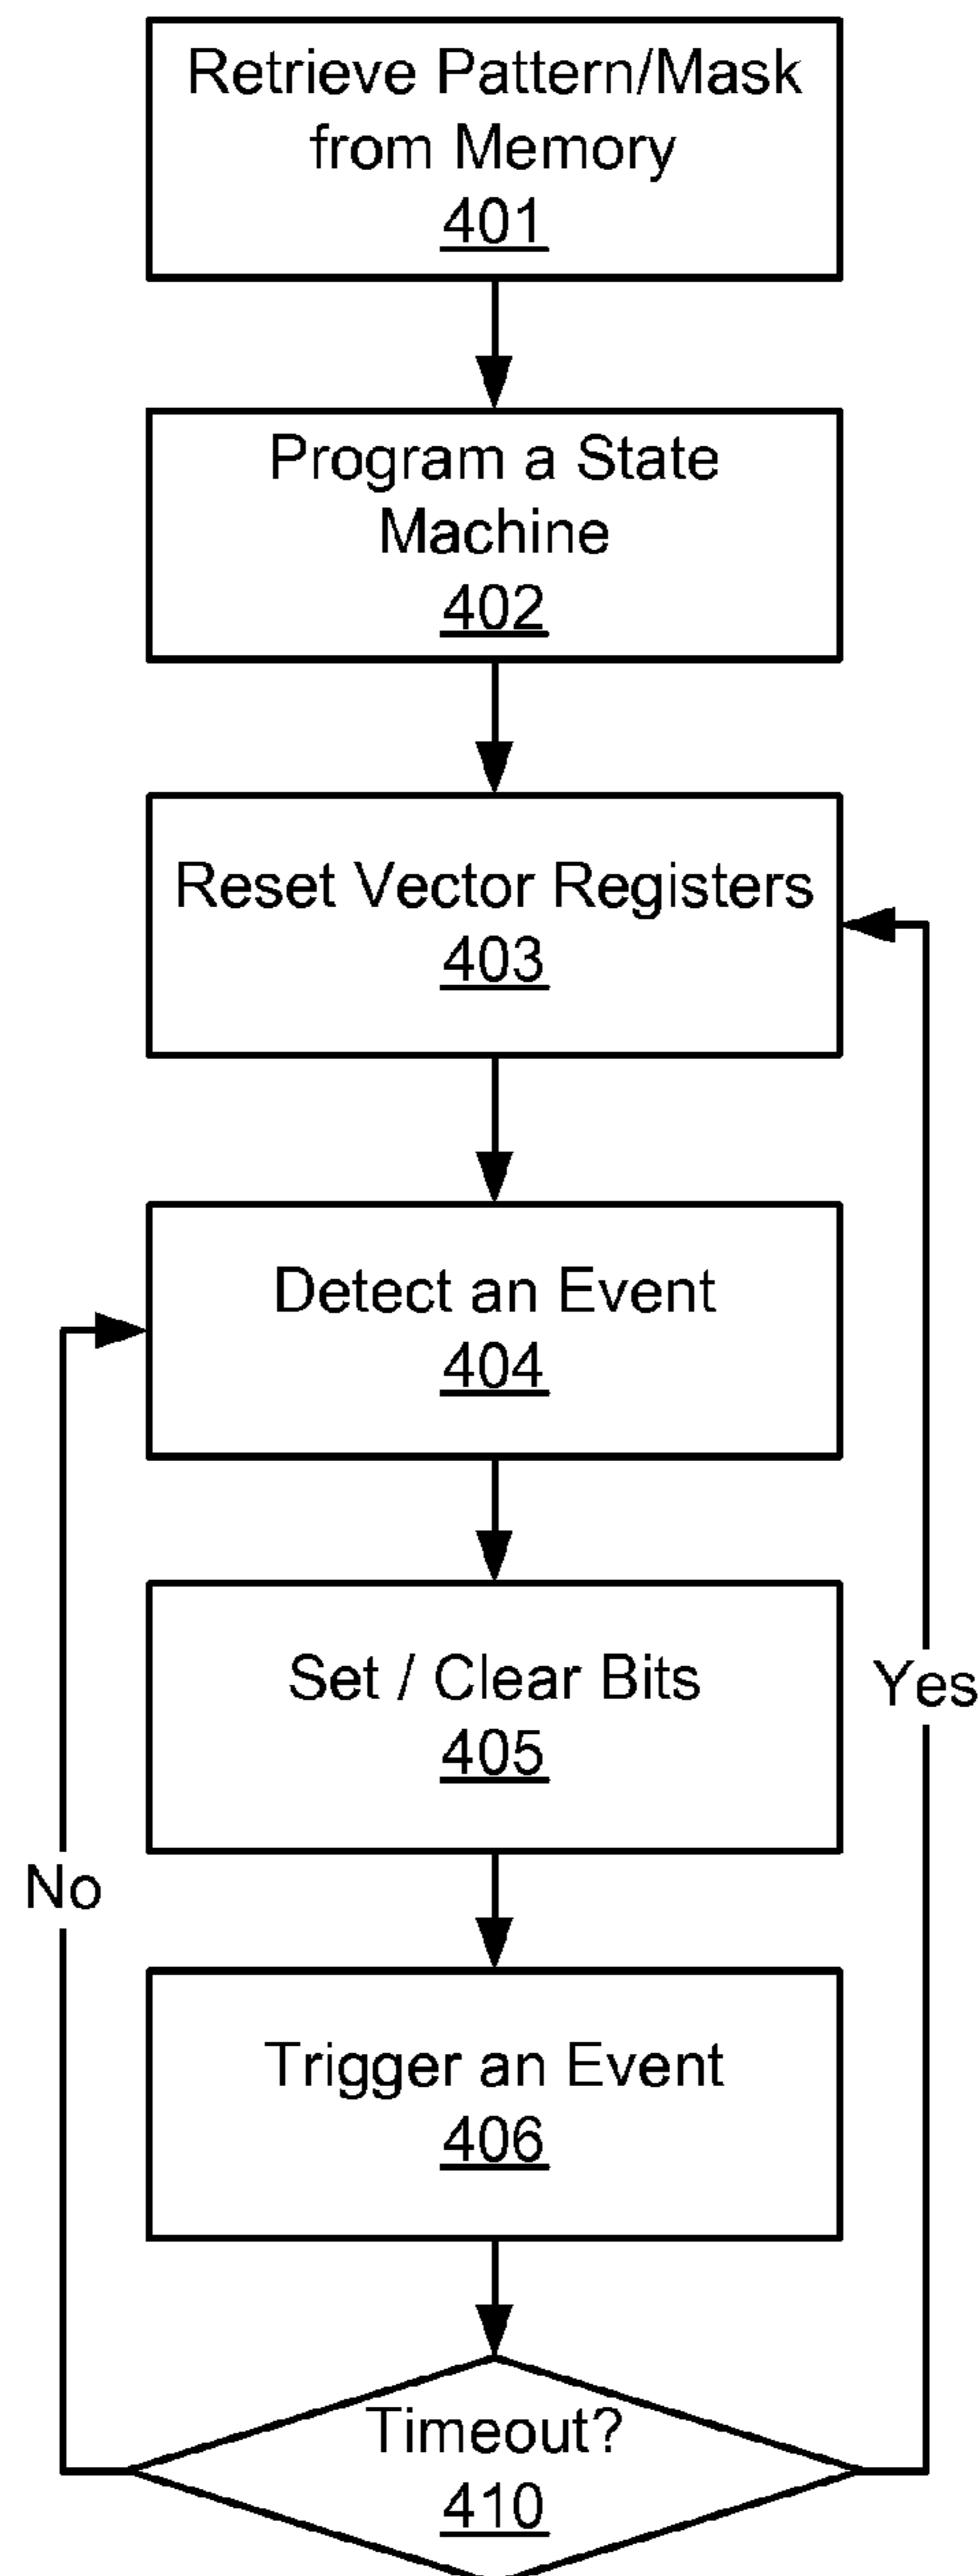 Retrieve Pattern/Mask
from Memory
401
Program a State
Machine
402
Reset Vector Registers
403
Detect an Event
404
Set / Clear Bits
405
Yes
No
Trigger an Event
406
Timeout?
410